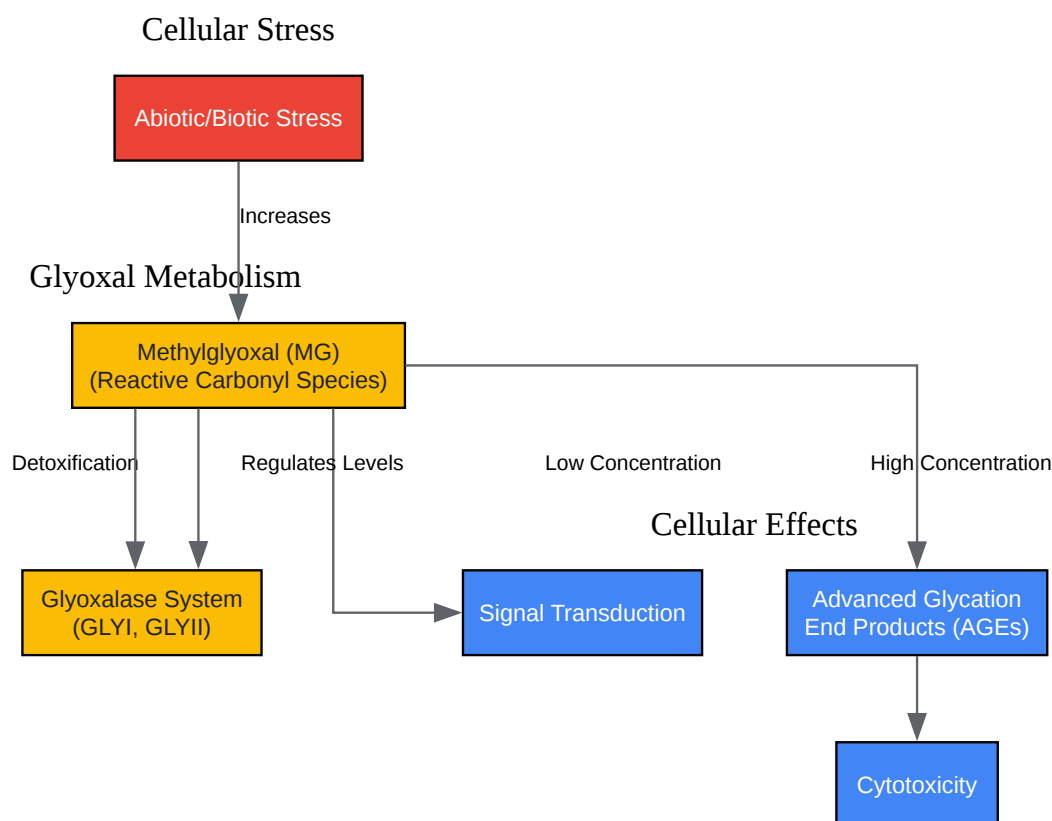 Cellular Stress
Abiotic/Biotic Stress
Increases
Glyoxal Metabolism
Methylglyoxal (MG)
(Reactive Carbonyl Species)
Detoxification
Regulates Levels
Low Concentration
High Concentration
Cellular Effects
Glyoxalase System
(GLYI, GLYII)
Signal Transduction
Advanced Glycation
End Products (AGEs)
Cytotoxicity